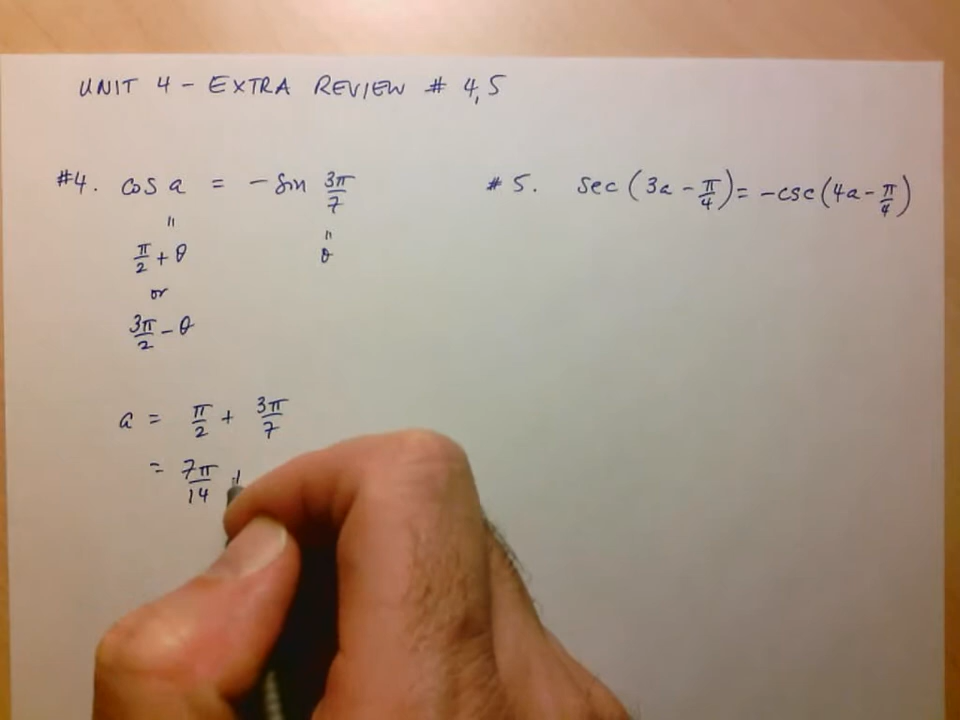 UNIT 4 - EXTRA REVIEW # 4,5
#4. cos a = - sin 3π/7
" "
π/2 + θ θ
or
3π/2 - θ
a = π/2 + 3π/7
= 7π/14
# 5. sec (3a - π/4) = - csc (4a - π/4)